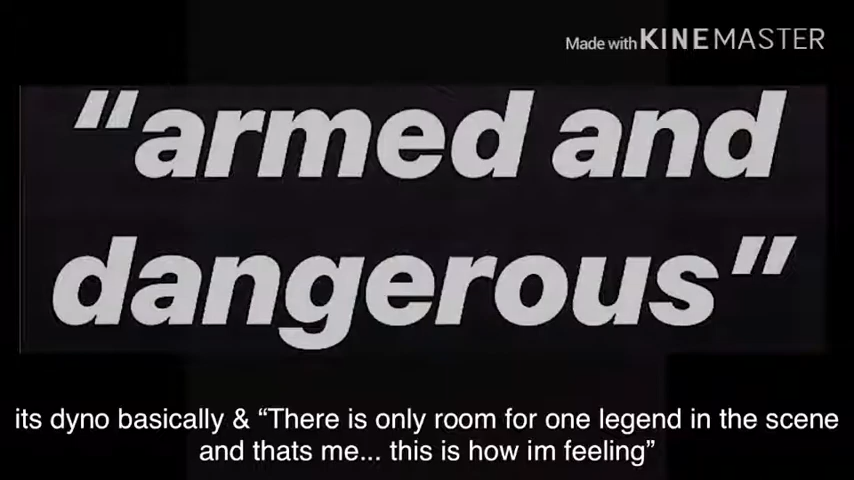 Made with KINEMASTER
“armed and
dangerous”
its dyno basically & “There is only room for one legend in the scene
and thats me... this is how im feeling”